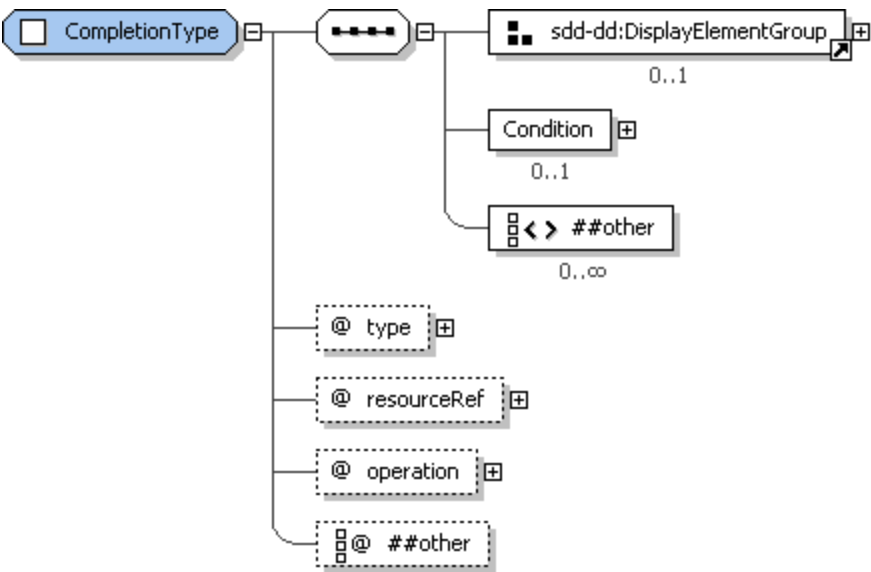 CompletionType
sdd-dd:DisplayElementGroup
0..1
Condition
0..1
##other
0..∞
@ type
@ resourceRef
@ operation
@ ##other